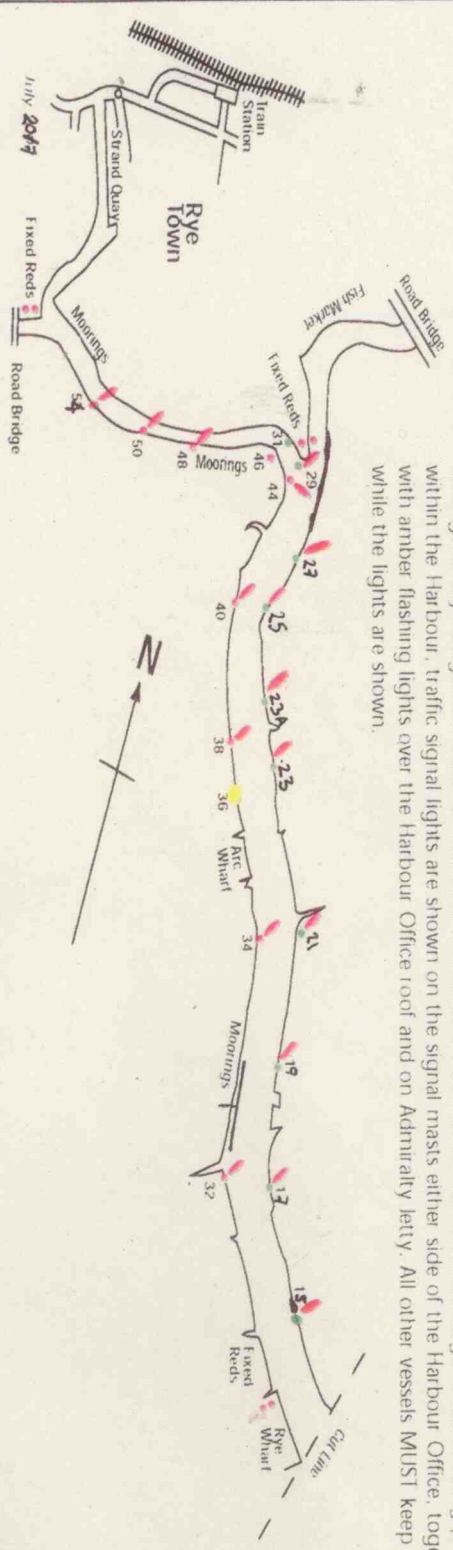 within the Harbour, traffic signal lights are shown on the signal masts either side of the Harbour Office, toge
with amber flashing lights over the Harbour Office roof and on Admiralty Jetty. All other vessels MUST keep
while the lights are shown.
Road Bridge
Fish Market
Fixed Reds
Train
Station
Rye
Town
Strand Quay
July 2017
Fixed Reds
Road Bridge
Moorings
54
50
48
Moorings
46
44
31
29
27
25
23A
23
21
19
17
15
40
38
36
Arc
Wharf
34
Moorings
32
Fixed
Reds
Rye
Wharf
Cut Line
N